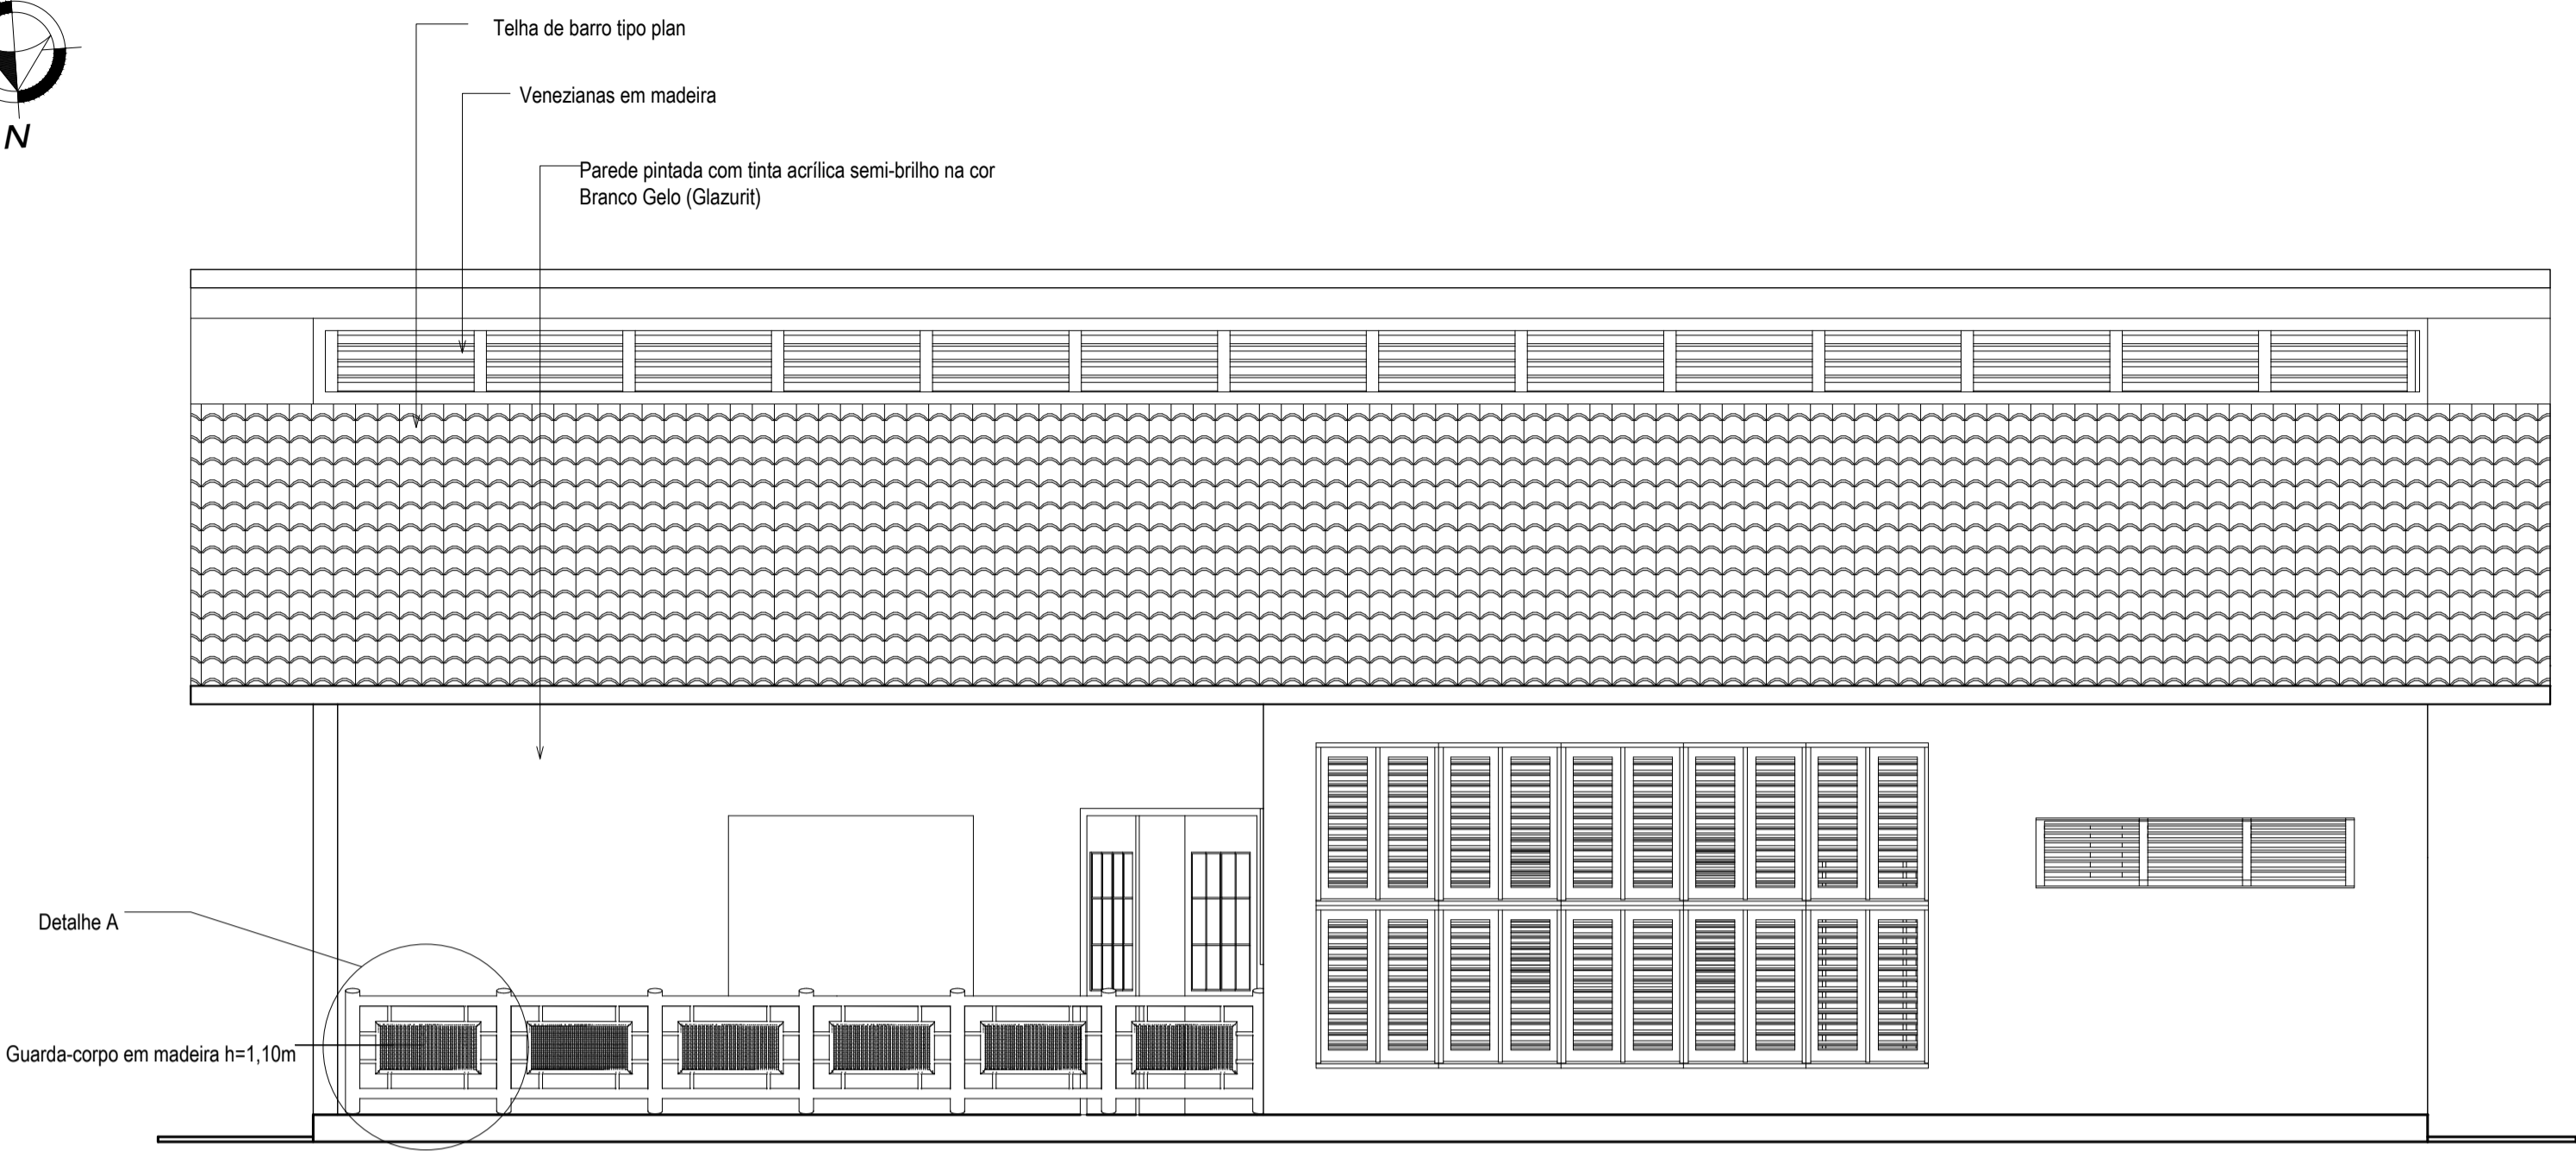 Telha de barro tipo plan
Venezianas em madeira
N
Parede pintada com tinta acrílica semi-brilho na cor
Branco Gelo (Glazurit)
Detalhe A
Guarda-corpo em madeira h=1,10m